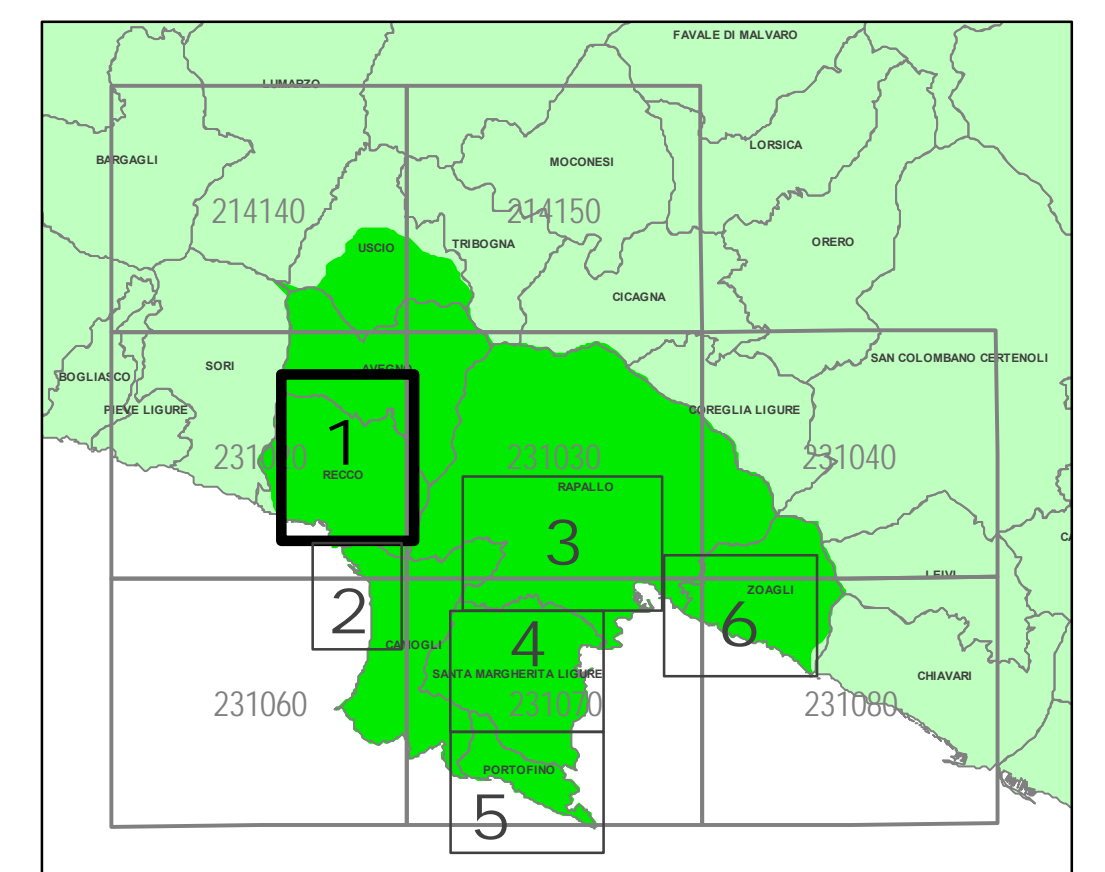 FAVALE DI MALVARO
LUMARZO
BARGAGLI
MOCONESI
LORSICA
214140
214150
USCIO
TRIBOGNA
ORERO
CICAGNA
SORI
AVEGNO
SAN COLOMBANO CERTENOLI
BOGLIASCO
PIEVE LIGURE
COREGLIA LIGURE
1
231020
231030
231040
RECCO
RAPALLO
3
LEIVI
ZOAGLI
2
6
CAMOGLI
4
SANTA MARGHERITA LIGURE
CHIAVARI
231060
231070
231080
PORTOFINO
5